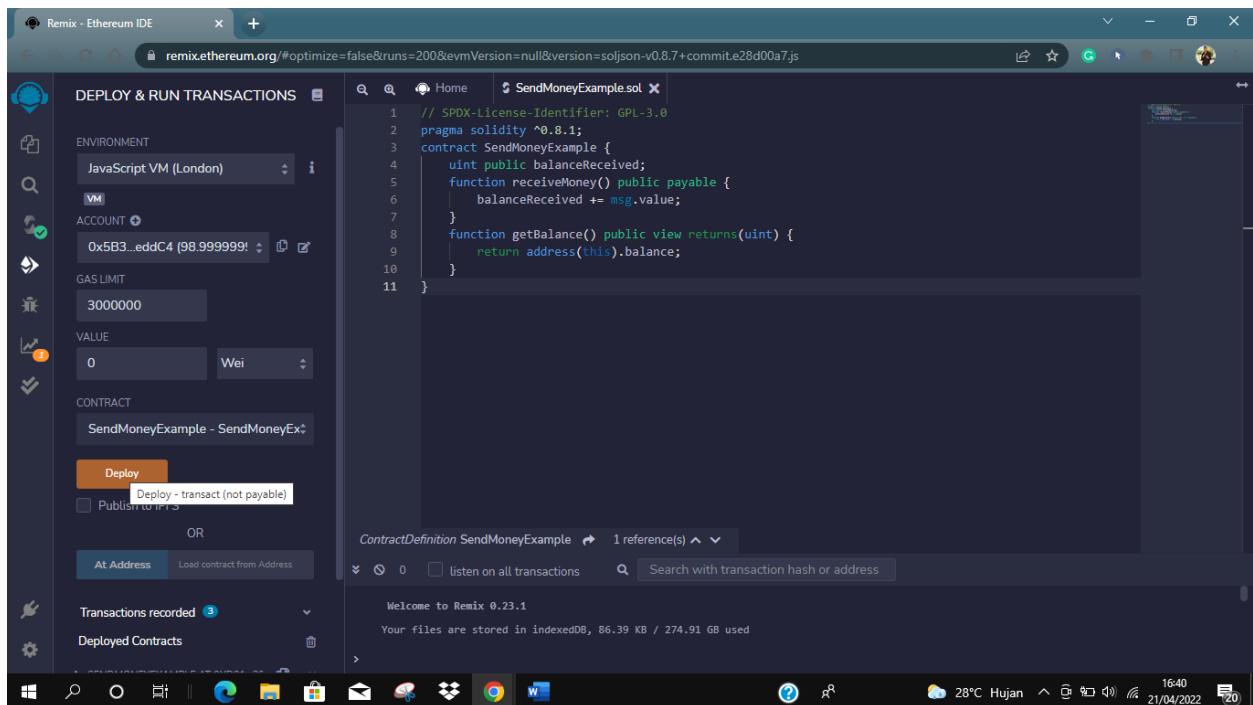 Remix - Ethereum IDE
remix.ethereum.org/#optimize=false&runs=200&evmVersion=null&version=soljson-v0.8.7+commit.e28d00a7.js
DEPLOY & RUN TRANSACTIONS
ENVIRONMENT
JavaScript VM (London)
VM
ACCOUNT
0x5B3...eddC4 (98.9999999
GAS LIMIT
3000000
VALUE
0 Wei
CONTRACT
SendMoneyExample - SendMoneyEx
Deploy
Deploy - transact (not payable)
Publish to IPFS
OR
At Address Load contract from Address
Transactions recorded 3
Deployed Contracts
1
Home SendMoneyExample.sol
1 // SPDX-License-Identifier: GPL-3.0
2 pragma solidity ^0.8.1;
3 contract SendMoneyExample {
4 uint public balanceReceived;
5 function receiveMoney() public payable {
6 balanceReceived += msg.value;
7 }
8 function getBalance() public view returns(uint) {
9 return address(this).balance;
10 }
11 }
ContractDefinition SendMoneyExample 1 reference(s)
0 listen on all transactions Search with transaction hash or address
Welcome to Remix 0.23.1
Your files are stored in indexedDB, 86.39 KB / 274.91 GB used
>
28°C Hujan
16:40
21/04/2022
20